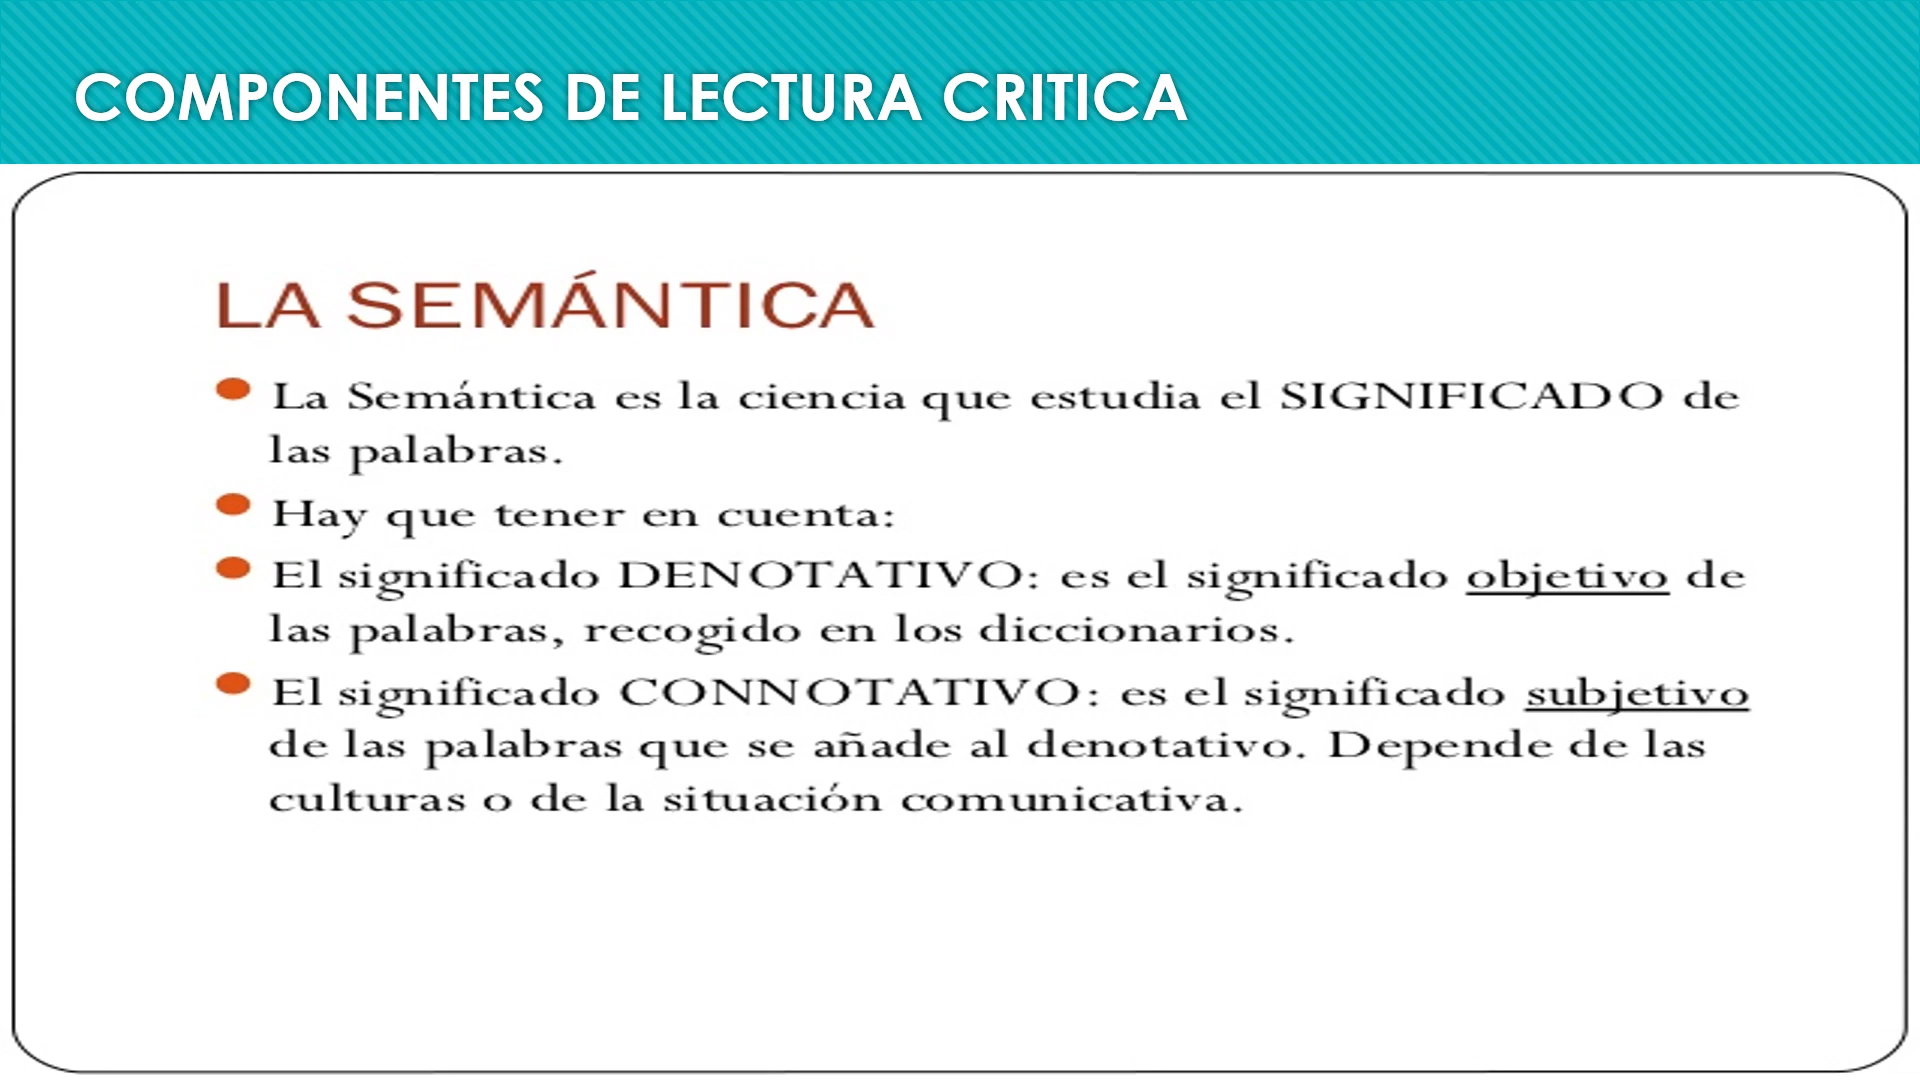 COMPONENTES DE LECTURA CRITICA
LA SEMÁNTICA
La Semántica es la ciencia que estudia el SIGNIFICADO de
las palabras.
Hay que tener en cuenta:
El significado DENOTATIVO: es el significado objetivo de
las palabras, recogido en los diccionarios.
El significado CONNOTATIVO: es el significado subjetivo
de las palabras que se añade al denotativo. Depende de las
culturas o de la situación comunicativa.